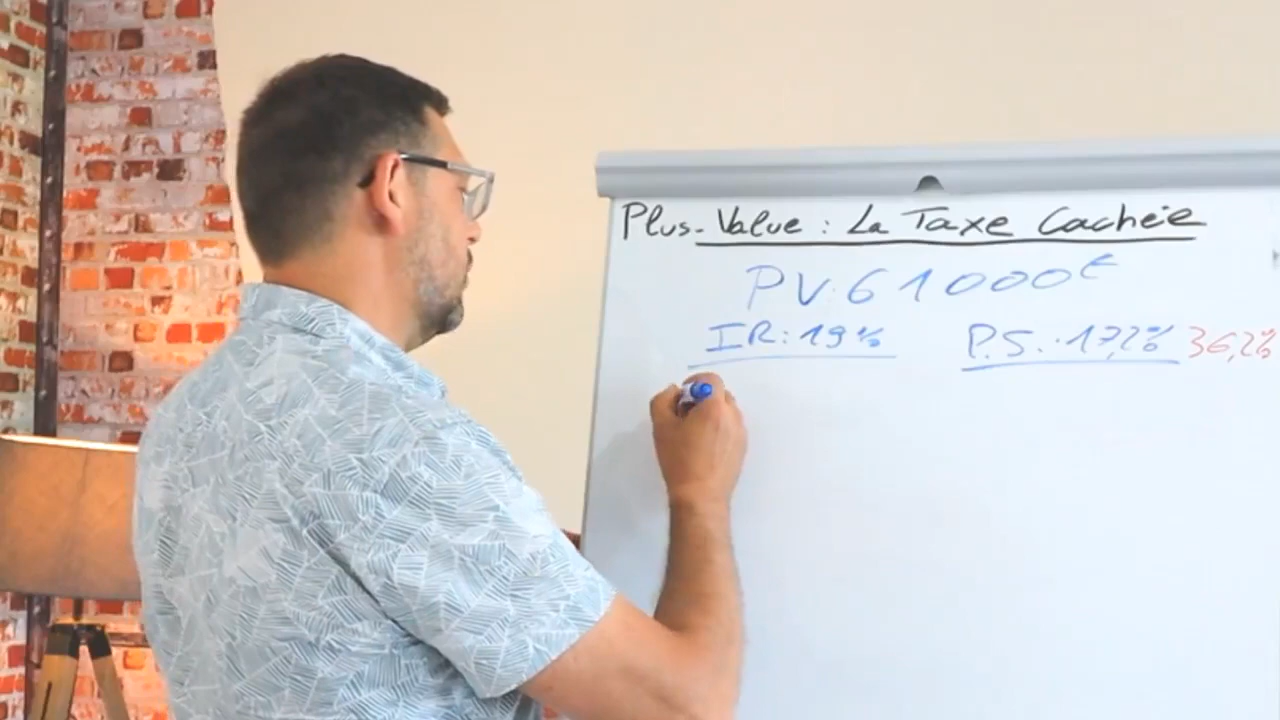 Plus-Value : La Taxe Cachée
PV: 61000€
IR: 19% P.S.: 17,2% 36,2%